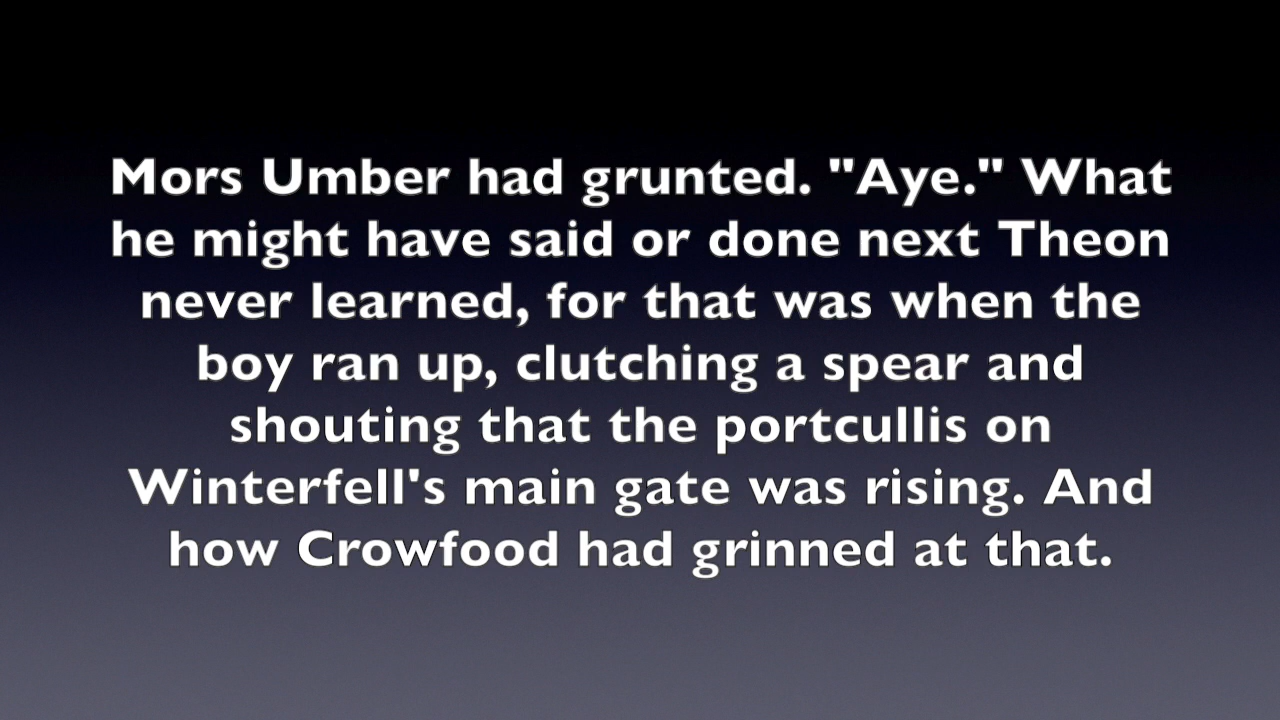 Mors Umber had grunted. "Aye." What
he might have said or done next Theon
never learned, for that was when the
boy ran up, clutching a spear and
shouting that the portcullis on
Winterfell's main gate was rising. And
how Crowfood had grinned at that.